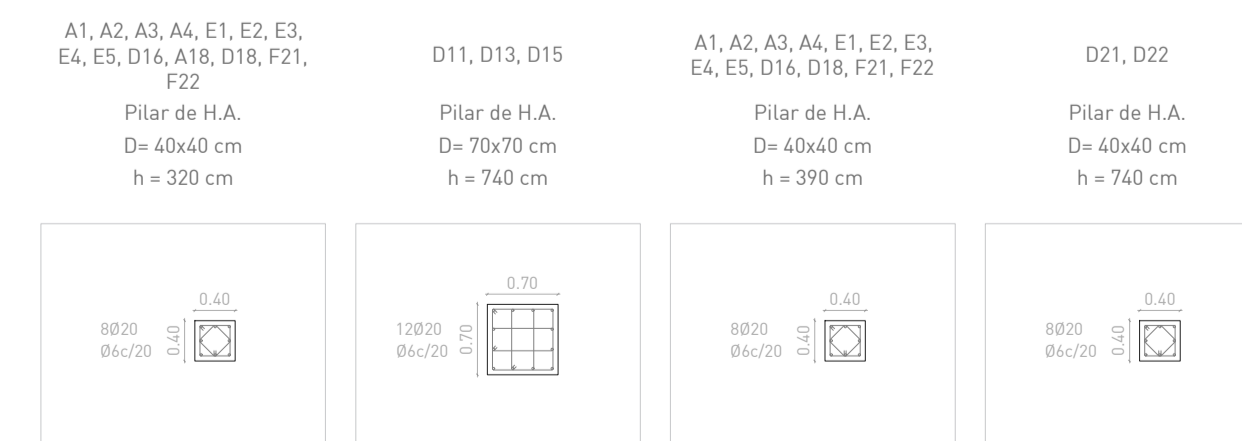 A1, A2, A3, A4, E1, E2, E3,
E4, E5, D16, A18, D18, F21,
F22
Pilar de H.A.
D= 40x40 cm
h = 320 cm
0.40
8Ø20
Ø6c/20
0.40
D11, D13, D15
Pilar de H.A.
D= 70x70 cm
h = 740 cm
0.70
12Ø20
Ø6c/20
0.70
A1, A2, A3, A4, E1, E2, E3,
E4, E5, D16, D18, F21, F22
Pilar de H.A.
D= 40x40 cm
h = 390 cm
0.40
8Ø20
Ø6c/20
0.40
D21, D22
Pilar de H.A.
D= 40x40 cm
h = 740 cm
0.40
8Ø20
Ø6c/20
0.40